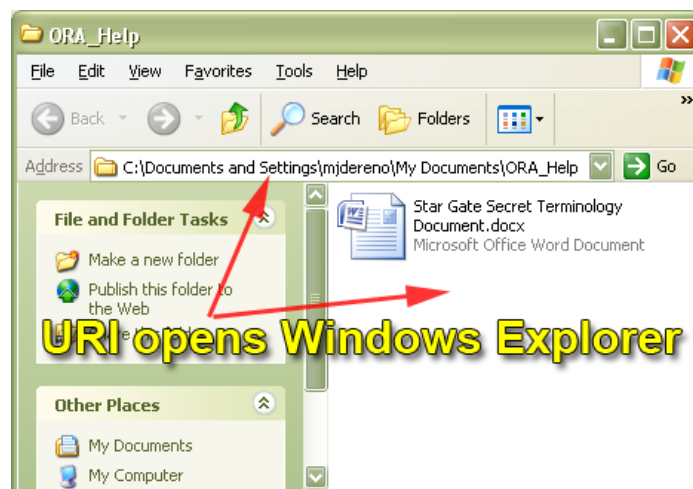 ORA_Help
File Edit View Favorites Tools Help
Back Search Folders
Address C:\Documents and Settings\mjdereno\My Documents\ORA_Help Go
File and Folder Tasks
Make a new folder
Publish this folder to
the Web
Star Gate Secret Terminology
Document.docx
Microsoft Office Word Document
URI opens Windows Explorer
Other Places
My Documents
My Computer